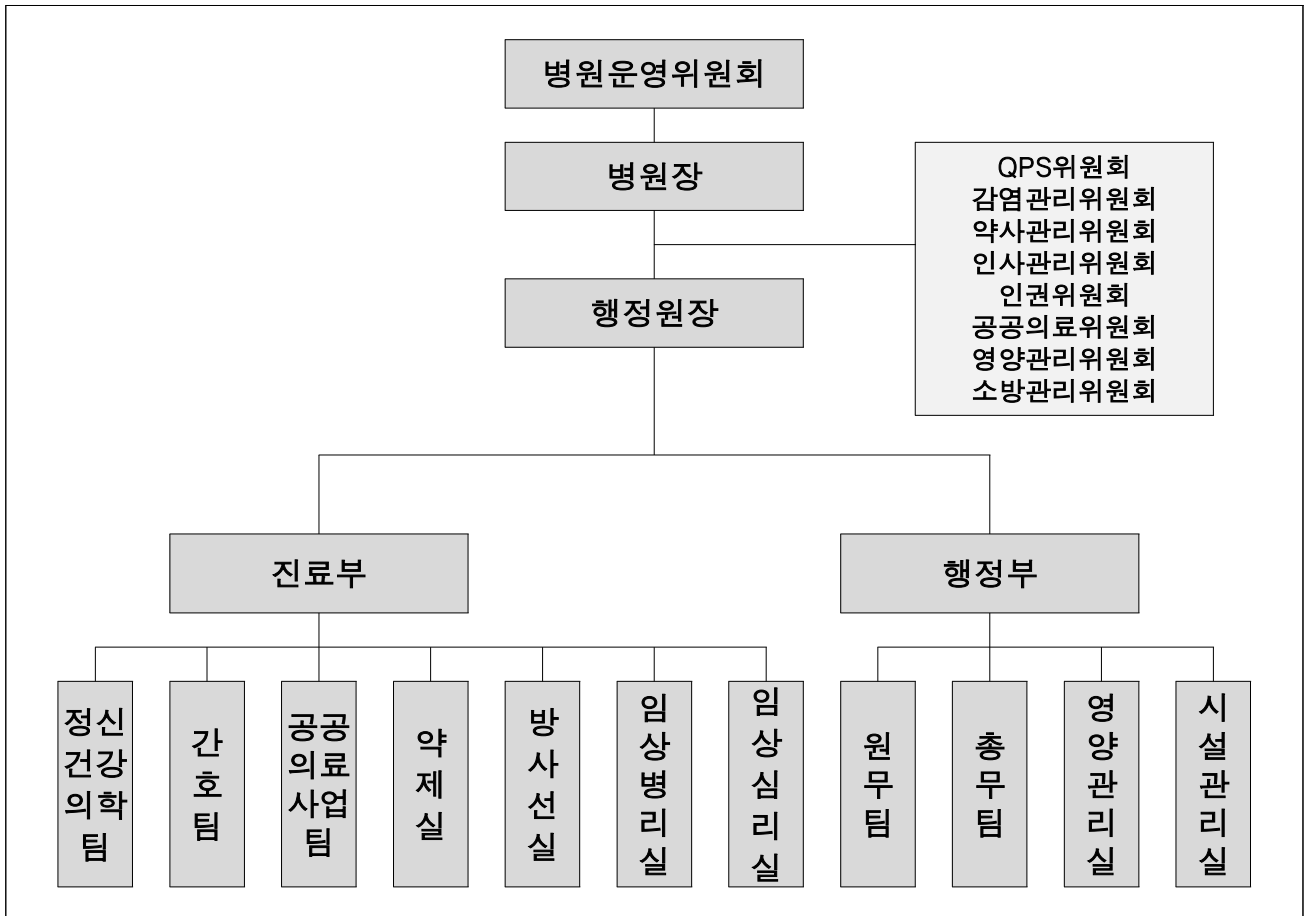 병원운영위원회
병원장
QPS위원회
감염관리위원회
약사관리위원회
인사관리위원회
인권위원회
공공의료위원회
영양관리위원회
소방관리위원회
행정원장
진료부
행정부
정신
건강
의학
팀
간
호
팀
공공
의료
사업
팀
약
제
실
방
사
선
실
임
상
병
리
실
임
상
심
리
실
원
무
팀
총
무
팀
영
양
관
리
실
시
설
관
리
실